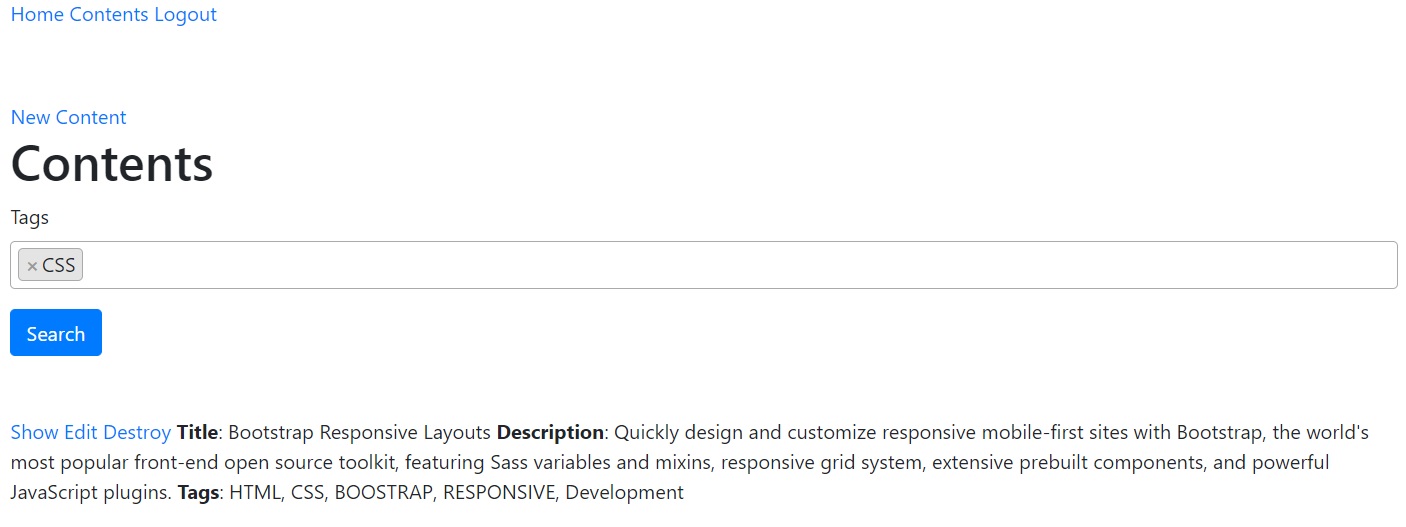 Home Contents Logout
New Content
Contents
Tags
× CSS
Search
Show Edit Destroy Title: Bootstrap Responsive Layouts Description: Quickly design and customize responsive mobile-first sites with Bootstrap, the world's
most popular front-end open source toolkit, featuring Sass variables and mixins, responsive grid system, extensive prebuilt components, and powerful
JavaScript plugins. Tags: HTML, CSS, BOOSTRAP, RESPONSIVE, Development